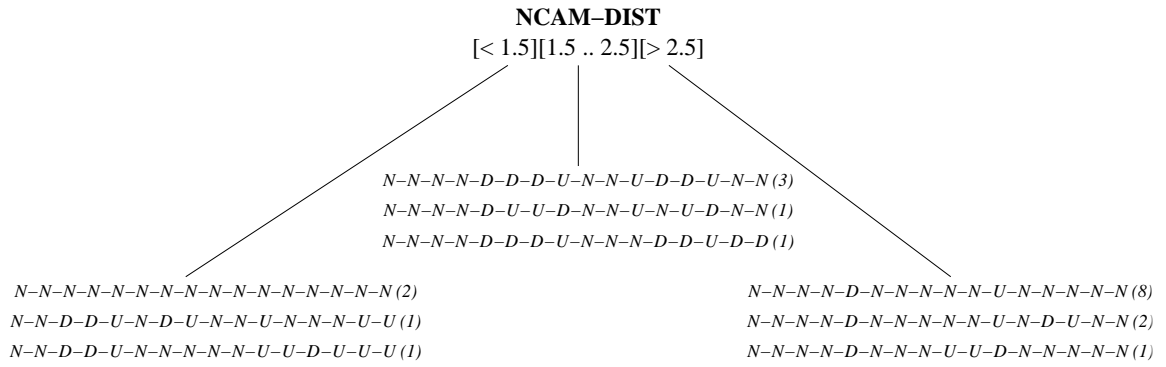 NCAM–DIST
[< 1.5][1.5 .. 2.5][> 2.5]
N–N–N–N–D–D–D–U–N–N–U–D–D–U–N–N (3)
N–N–N–N–D–U–U–D–N–N–U–N–U–D–N–N (1)
N–N–N–N–D–D–D–U–N–N–N–D–D–U–D–D (1)
N–N–N–N–N–N–N–N–N–N–N–N–N–N–N–N (2)
N–N–D–D–U–N–D–U–N–N–U–N–N–N–U–U (1)
N–N–D–D–U–N–N–N–N–N–U–U–D–U–U–U (1)
N–N–N–N–D–N–N–N–N–N–U–N–N–N–N–N (8)
N–N–N–N–D–N–N–N–N–N–U–N–D–U–N–N (2)
N–N–N–N–D–N–N–N–U–U–D–N–N–N–N–N (1)